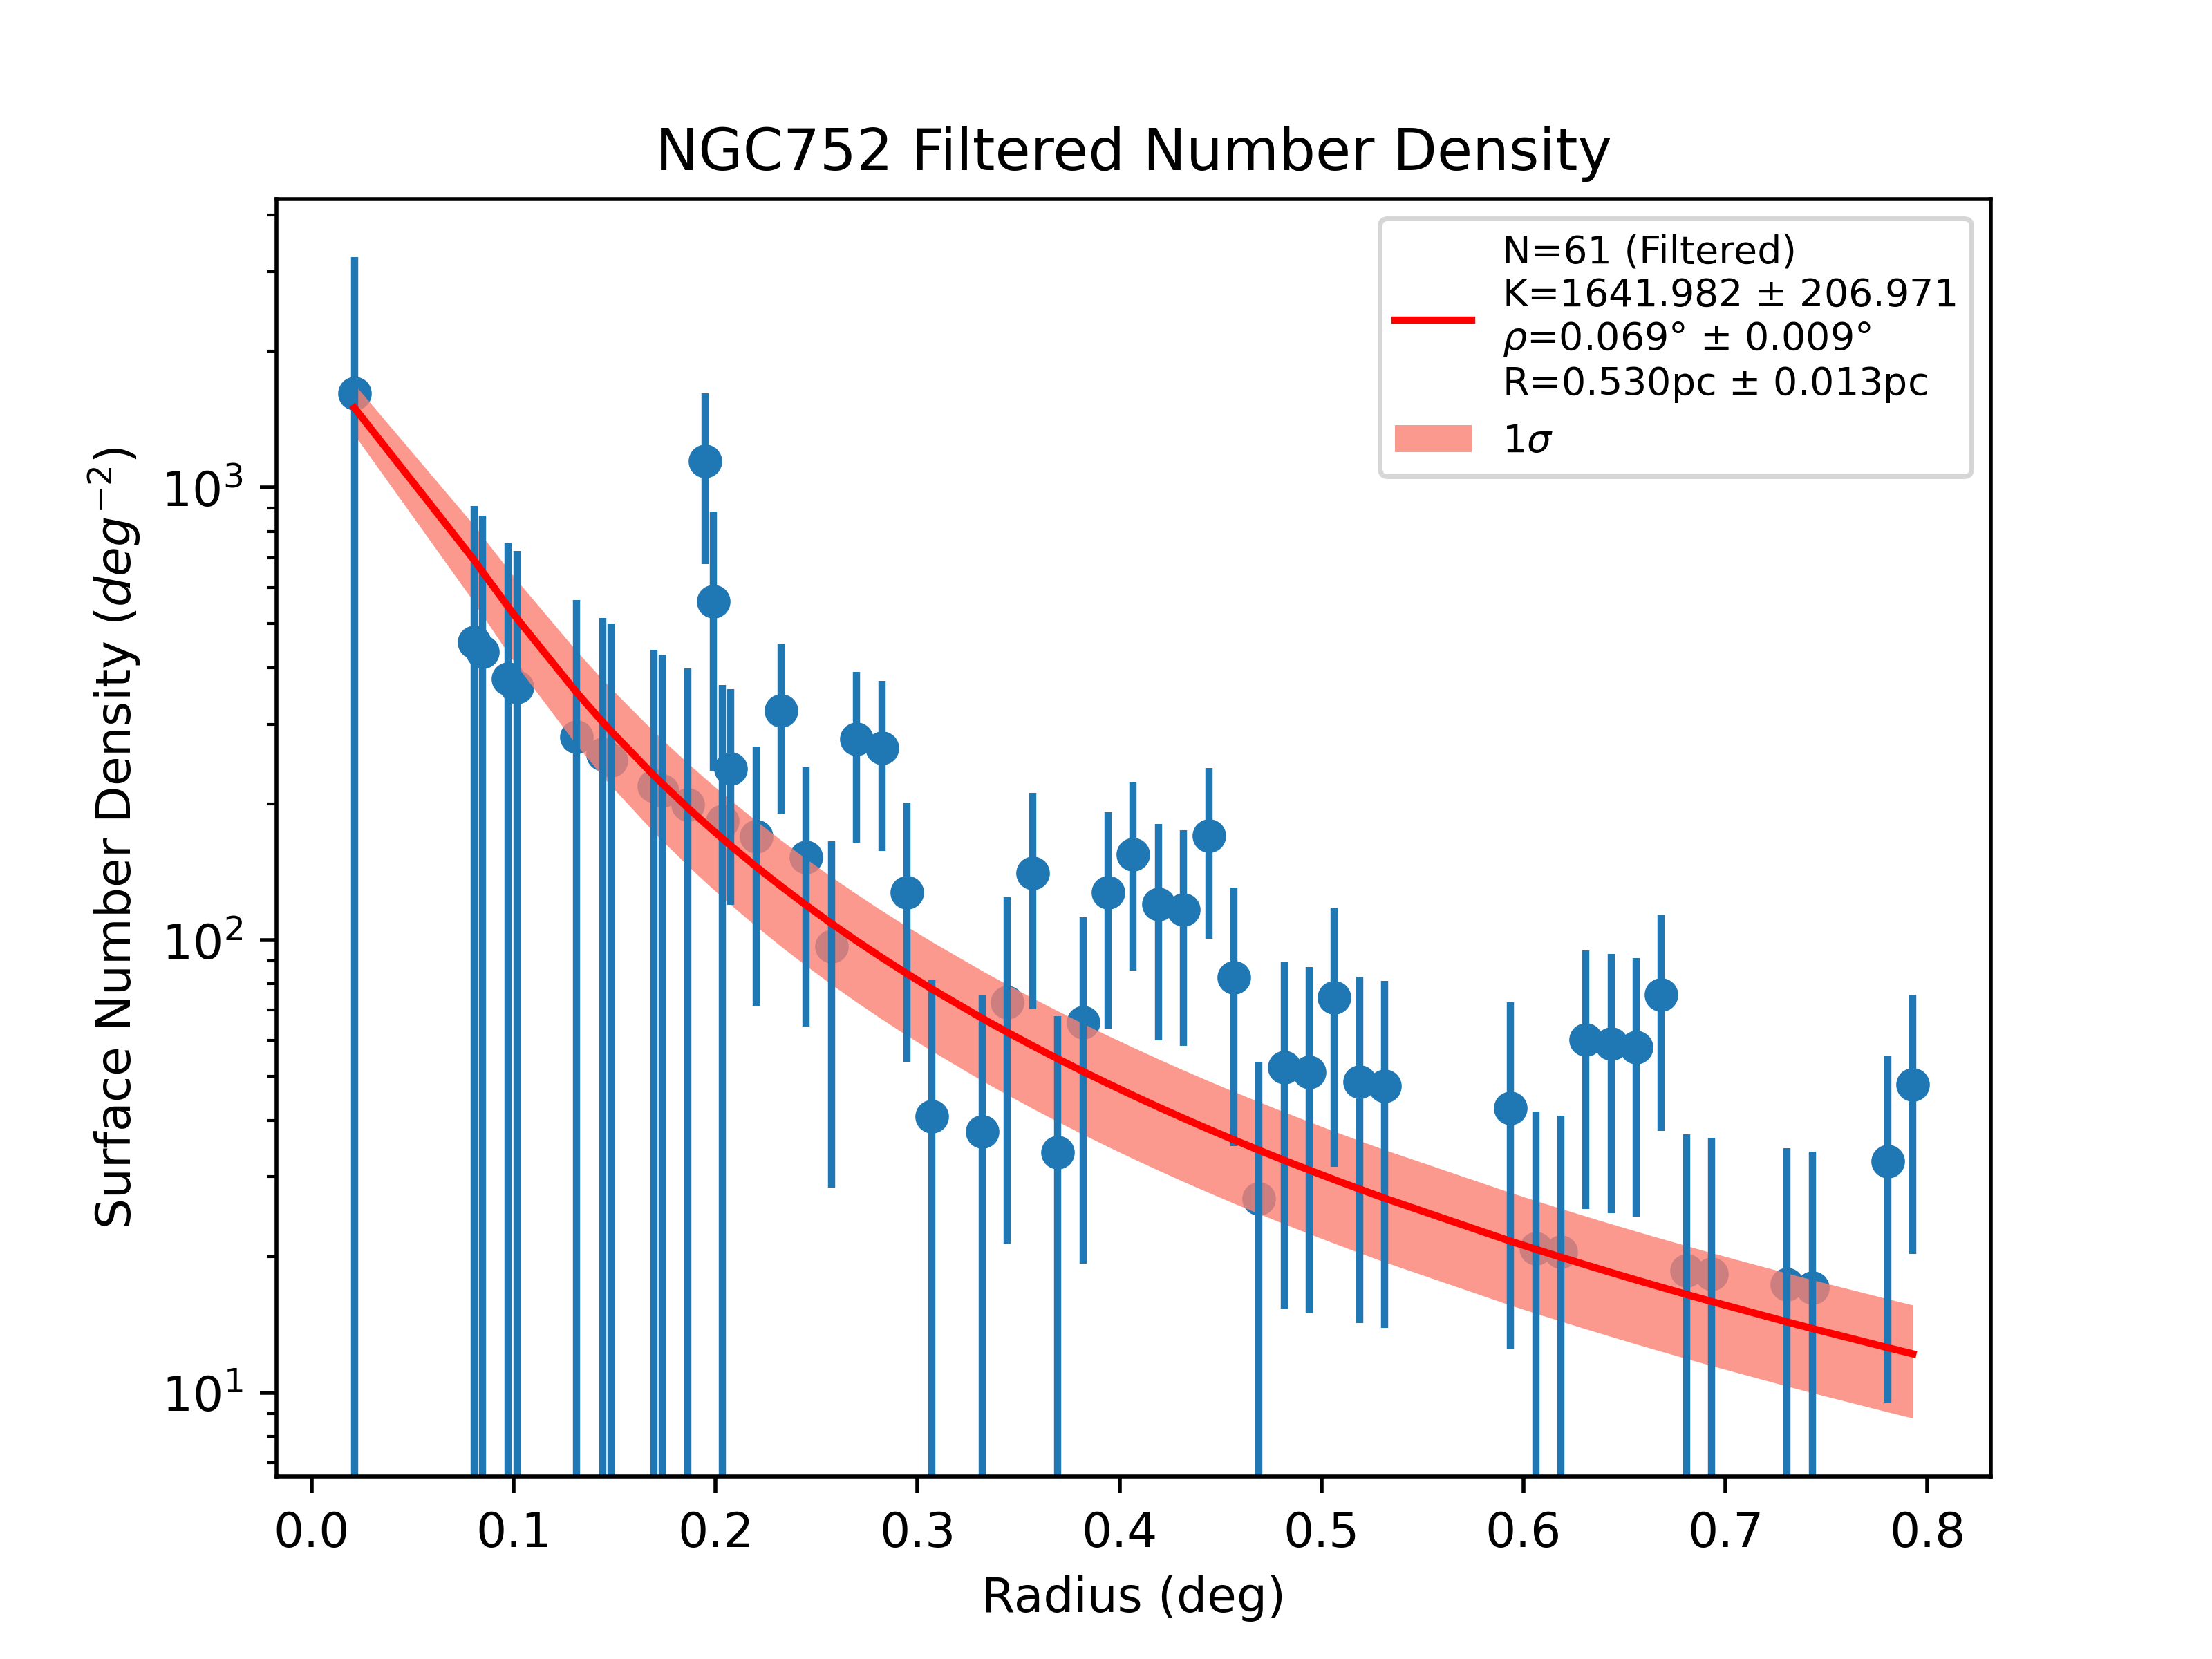 NGC752 Filtered Number Density
N=61 (Filtered)
K=1641.982 ± 206.971
ρ=0.069° ± 0.009°
R=0.530pc ± 0.013pc
1σ
Surface Number Density (deg⁻²)
10³
10²
10¹
0.0 0.1 0.2 0.3 0.4 0.5 0.6 0.7 0.8
Radius (deg)